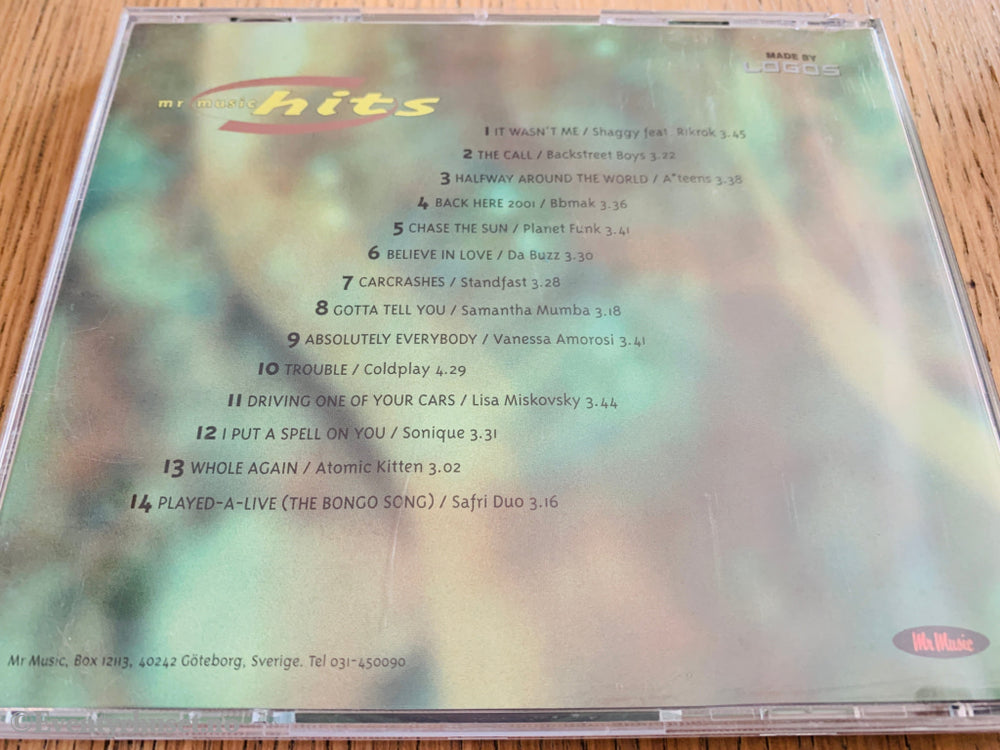 MADE BY
LOGOS
mr music hits
1 IT WASN'T ME / Shaggy feat. Rikrok 3.45
2 THE CALL / Backstreet Boys 3.22
3 HALFWAY AROUND THE WORLD / A*teens 3.38
4 BACK HERE 2001 / Bbmak 3.36
5 CHASE THE SUN / Planet Funk 3.41
6 BELIEVE IN LOVE / Da Buzz 3.30
7 CARCRASHES / Standfast 3.28
8 GOTTA TELL YOU / Samantha Mumba 3.18
9 ABSOLUTELY EVERYBODY / Vanessa Amorosi 3.41
10 TROUBLE / Coldplay 4.29
11 DRIVING ONE OF YOUR CARS / Lisa Miskovsky 3.44
12 I PUT A SPELL ON YOU / Sonique 3.31
13 WHOLE AGAIN / Atomic Kitten 3.02
14 PLAYED-A-LIVE (THE BONGO SONG) / Safri Duo 3.16
Mr Music
Mr Music, Box 12113, 40242 Göteborg, Sverige. Tel 031-450090